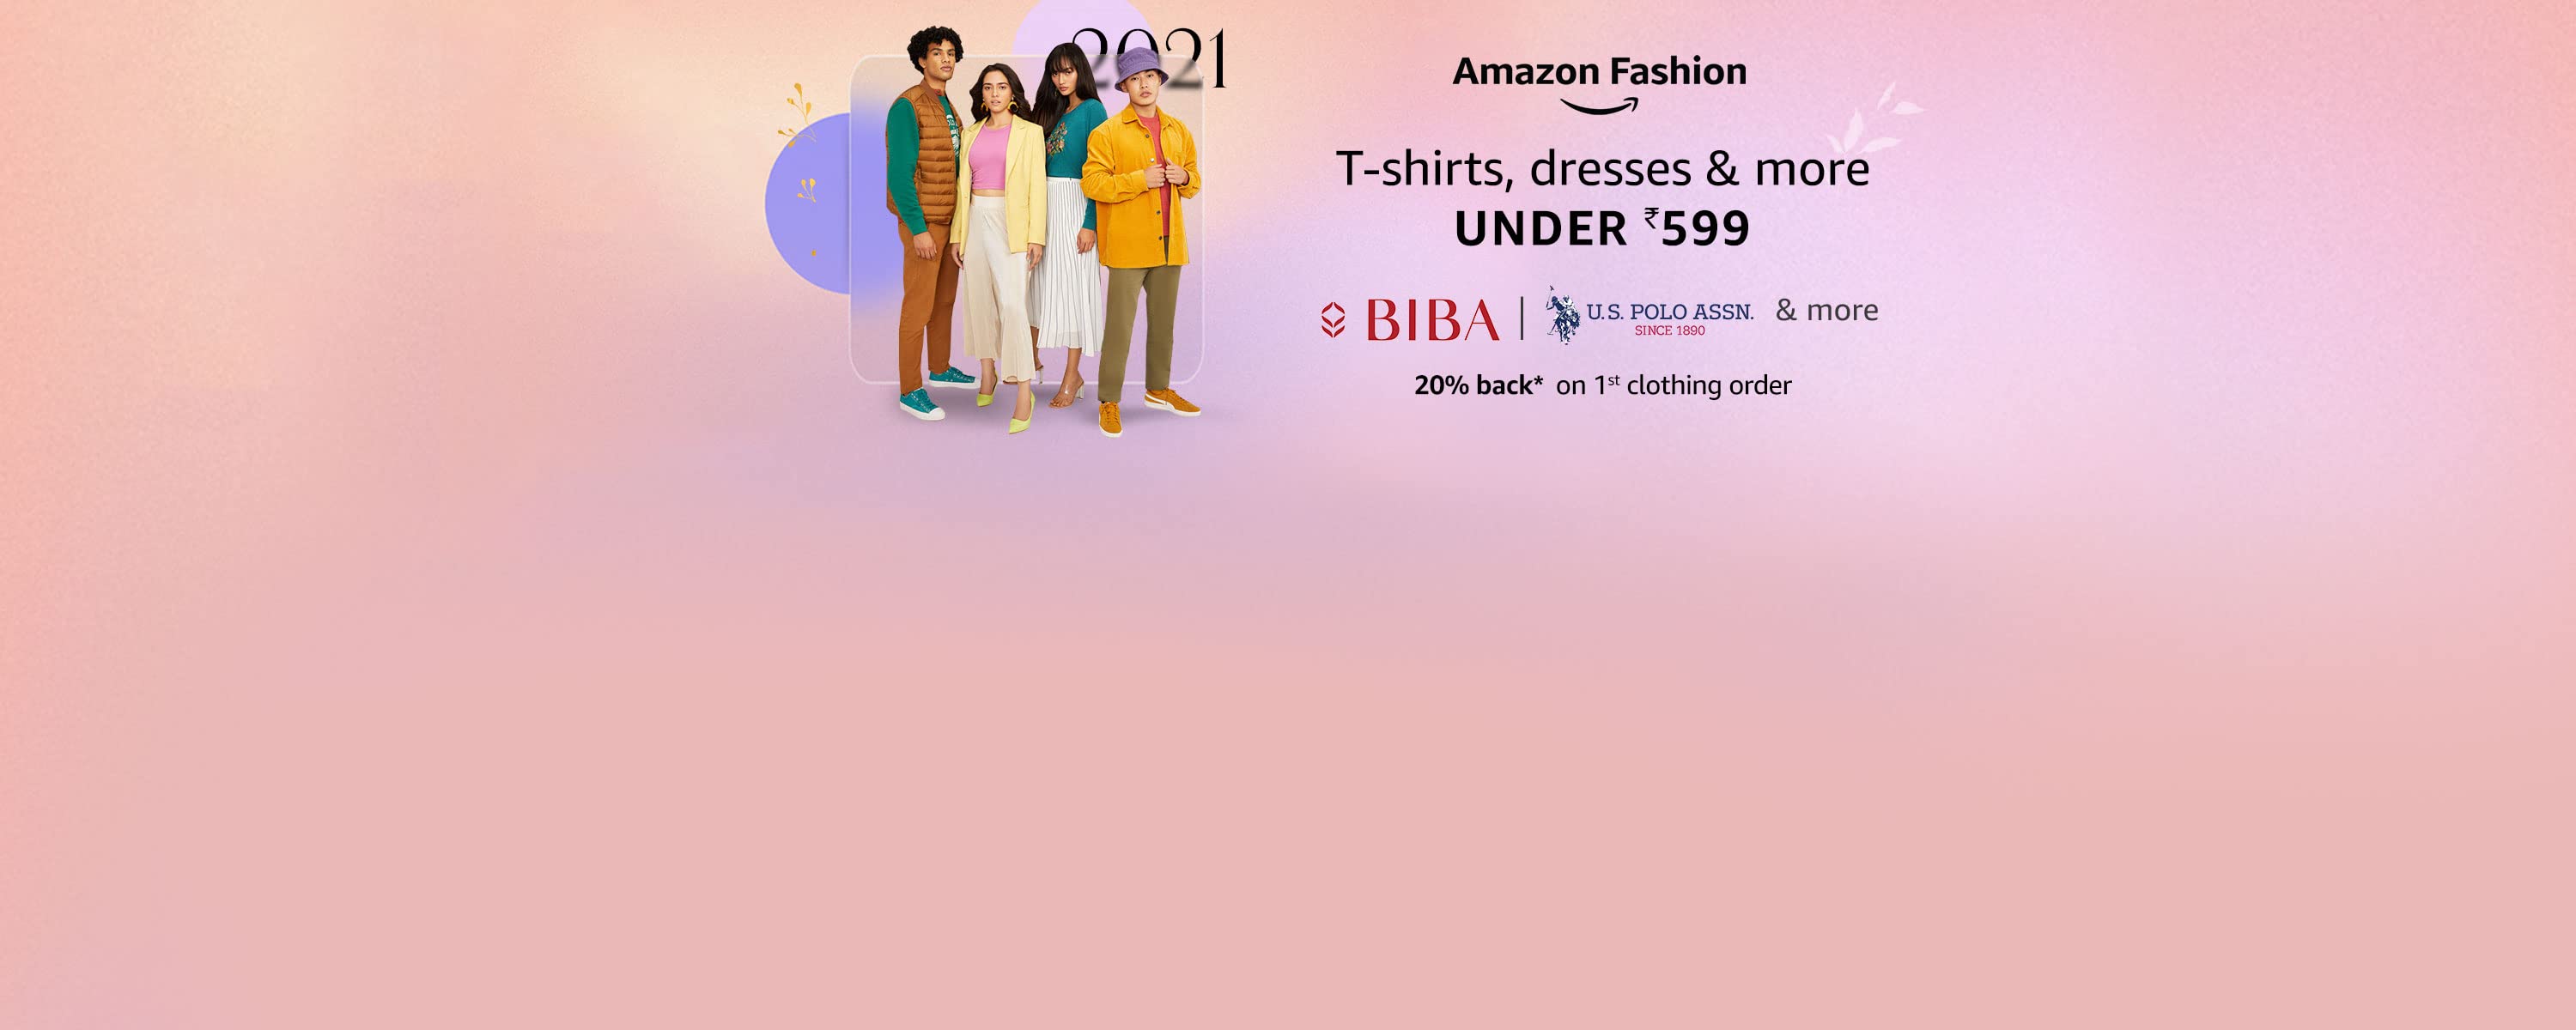 2021
Amazon Fashion
T-shirts, dresses & more
UNDER ₹599
BIBA | U.S. POLO ASSN. & more
SINCE 1890
20% back* on 1st clothing order